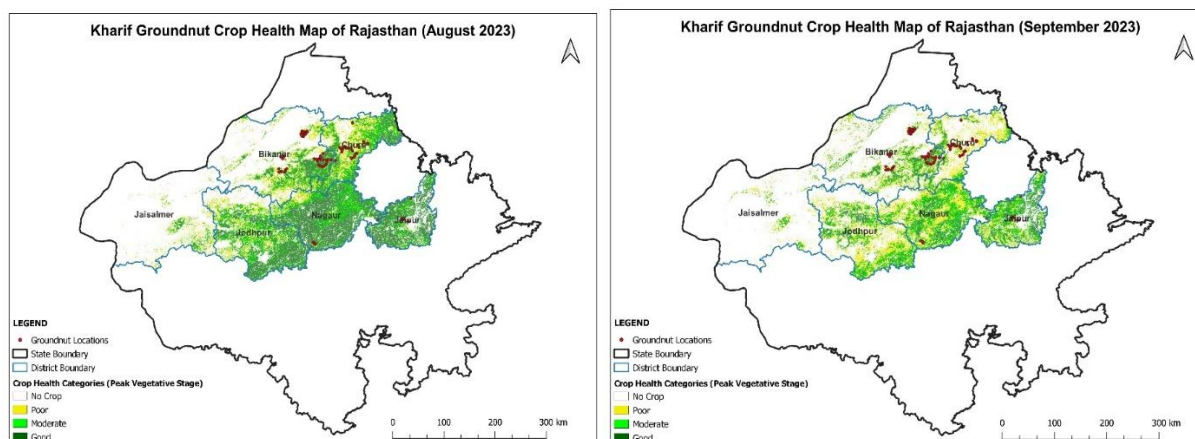 Kharif Groundnut Crop Health Map of Rajasthan (August 2023)
Bikaner
Churu
Jaisalmer
Nagaur
Jaipur
Jodhpur
LEGEND
Groundnut Locations
State Boundary
District Boundary
Crop Health Categories (Peak Vegetative Stage)
No Crop
Poor
Moderate
Good
0 100 200 300 km
Kharif Groundnut Crop Health Map of Rajasthan (September 2023)
Bikaner
Churu
Jaisalmer
Nagaur
Jaipur
Jodhpur
LEGEND
Groundnut Locations
State Boundary
District Boundary
Crop Health Categories (Peak Vegetative Stage)
No Crop
Poor
Moderate
Good
0 100 200 300 km